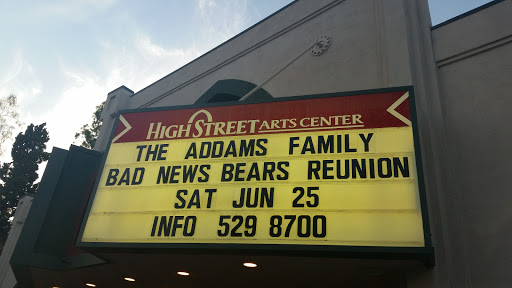 HIGH STREET ARTS CENTER
THE ADDAMS FAMILY
BAD NEWS BEARS REUNION
SAT JUN 25
INFO 529 8700